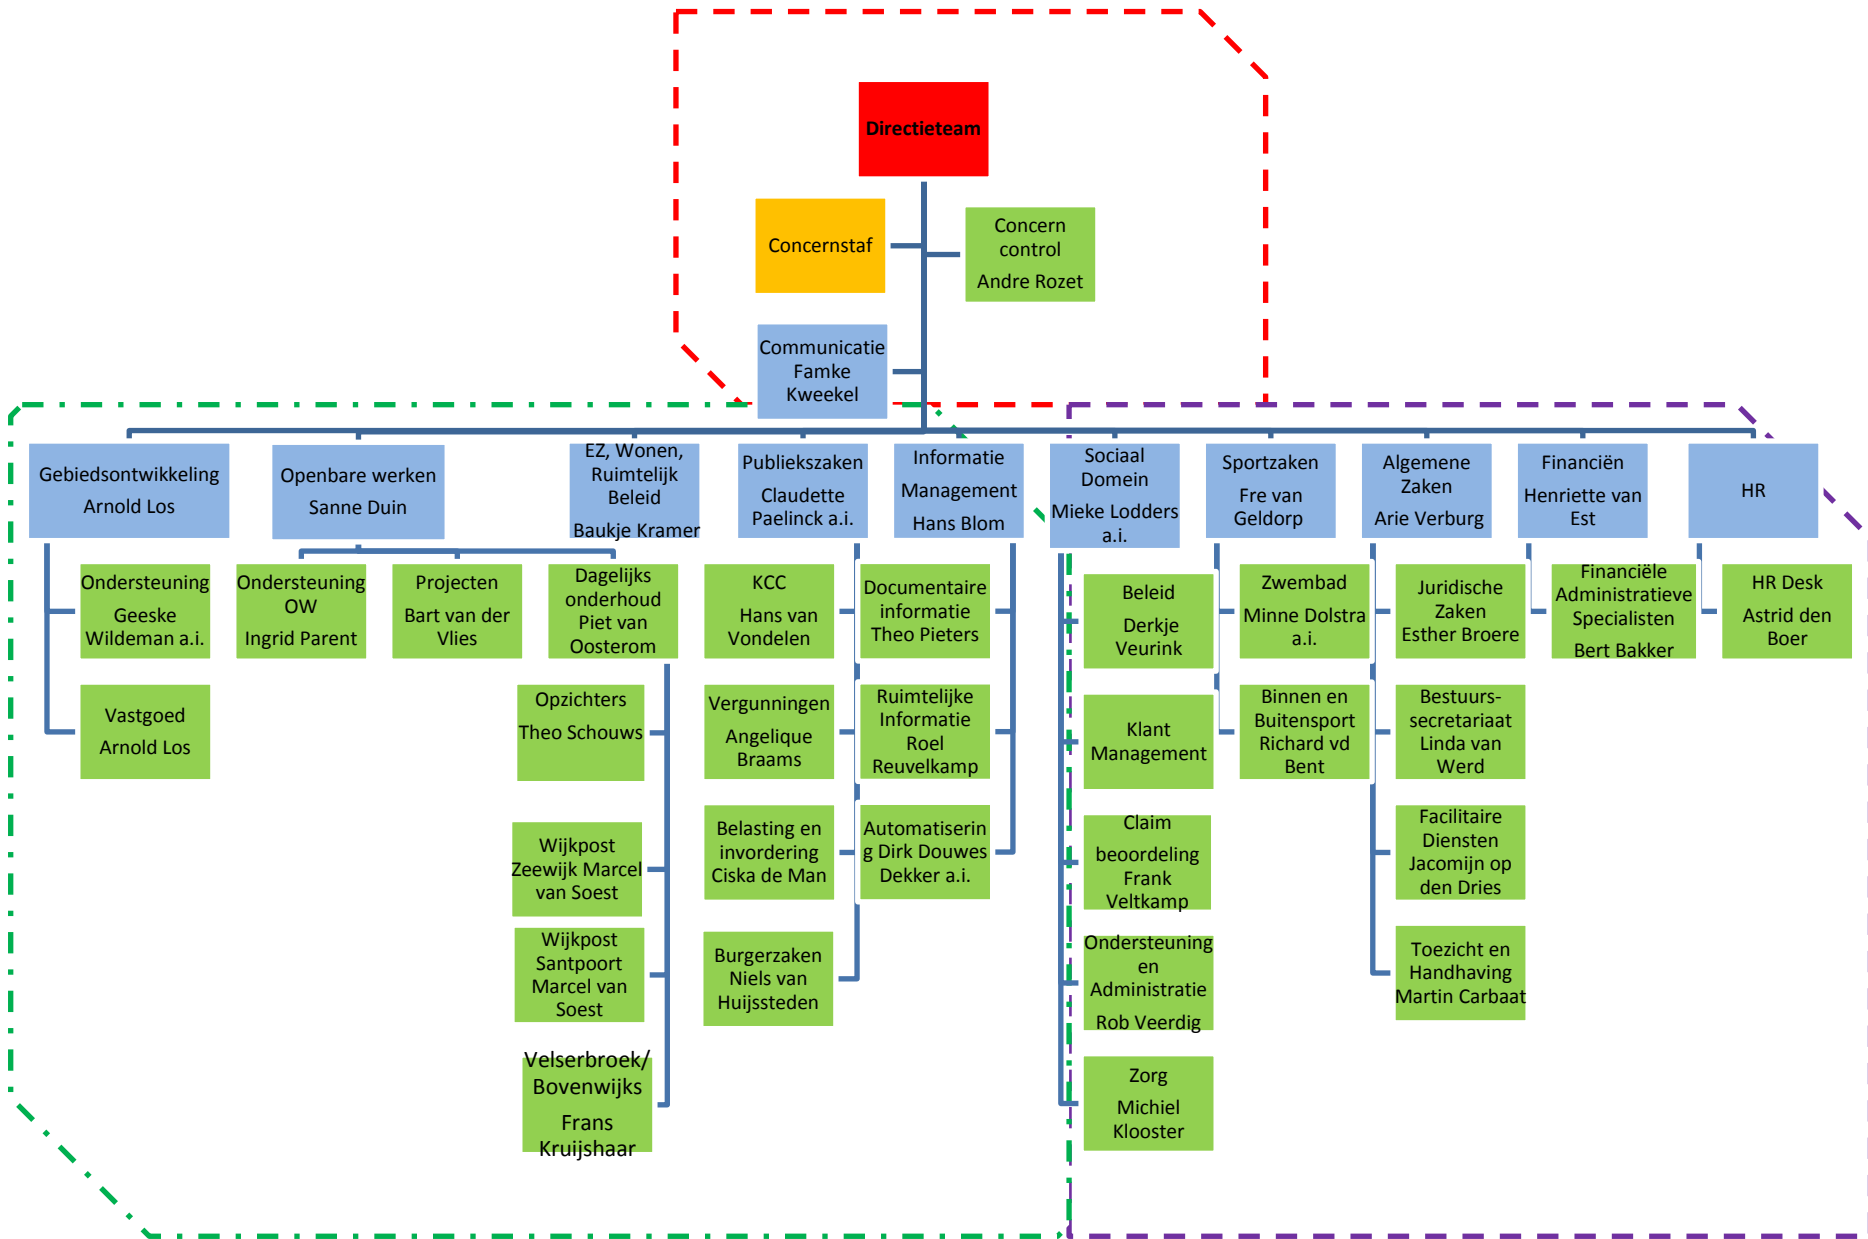 Directieteam
Concernstaf
Concern
control
Andre Rozet
Communicatie
Famke
Kweekel
Gebiedsontwikkeling
Arnold Los
Openbare werken
Sanne Duin
EZ, Wonen,
Ruimtelijk
Beleid
Baukje Kramer
Publiekszaken
Claudette
Paelinck a.i.
Informatie
Management
Hans Blom
Sociaal
Domein
Mieke Lodders
a.i.
Sportzaken
Fre van
Geldorp
Algemene
Zaken
Arie Verburg
Financiën
Henriette van
Est
HR
Ondersteuning
Geeske
Wildeman a.i.
Vastgoed
Arnold Los
Ondersteuning
OW
Ingrid Parent
Projecten
Bart van der
Vlies
Dagelijks
onderhoud
Piet van
Oosterom
Opzichters
Theo Schouws
Wijkpost
Zeewijk Marcel
van Soest
Wijkpost
Santpoort
Marcel van
Soest
Velserbroek/
Bovenwijks
Frans
Kruijshaar
KCC
Hans van
Vondelen
Vergunningen
Angelique
Braams
Belasting en
invordering
Ciska de Man
Burgerzaken
Niels van
Huijssteden
Documentaire
informatie
Theo Pieters
Ruimtelijke
Informatie
Roel
Reuvelkamp
Automatiserin
g Dirk Douwes
Dekker a.i.
Beleid
Derkje
Veurink
Klant
Management
Claim
beoordeling
Frank
Veltkamp
Ondersteuning
en
Administratie
Rob Veerdig
Zorg
Michiel
Klooster
Zwembad
Minne Dolstra
a.i.
Binnen en
Buitensport
Richard vd
Bent
Juridische
Zaken
Esther Broere
Bestuurs-
secretariaat
Linda van
Werd
Facilitaire
Diensten
Jacomijn op
den Dries
Toezicht en
Handhaving
Martin Carbaat
Financiële
Administratieve
Specialisten
Bert Bakker
HR Desk
Astrid den
Boer